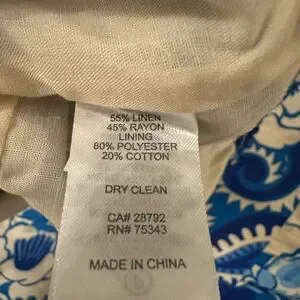 55% LINEN
45% RAYON
LINING
80% POLYESTER
20% COTTON
DRY CLEAN
CA# 28792
RN# 75343
MADE IN CHINA